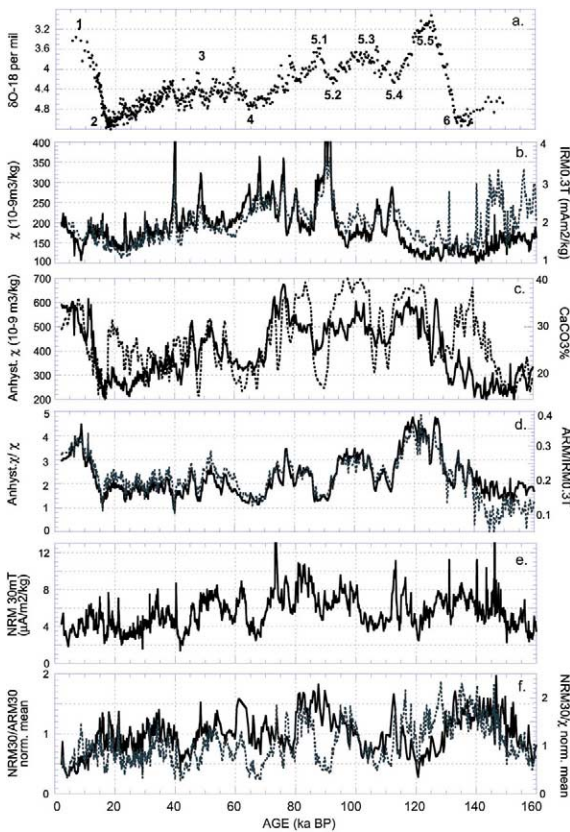 a.
δO-18 per mil
3.2
3.6
4
4.4
4.8
1
2
3
4
5.1
5.2
5.3
5.4
5.5
6
b.
χ (10-9m3/kg)
400
350
300
250
200
150
100
IRM0.3T (mAm2/kg)
4
3
2
1
c.
Anhyst. χ (10-9 m3/kg)
700
600
500
400
300
200
CaCO3%
40
30
20
d.
Anhyst.χ/ χ
5
4
3
2
1
0
ARM/IRM0.3T
0.4
0.3
0.2
0.1
e.
NRM 30mT
(µA/m2/kg)
12
8
4
0
f.
NRM30/ARM30
norm. mean
2
1
0
NRM30/χ norm. mean
2
1
0
0 20 40 60 80 100 120 140 160
AGE (ka BP)